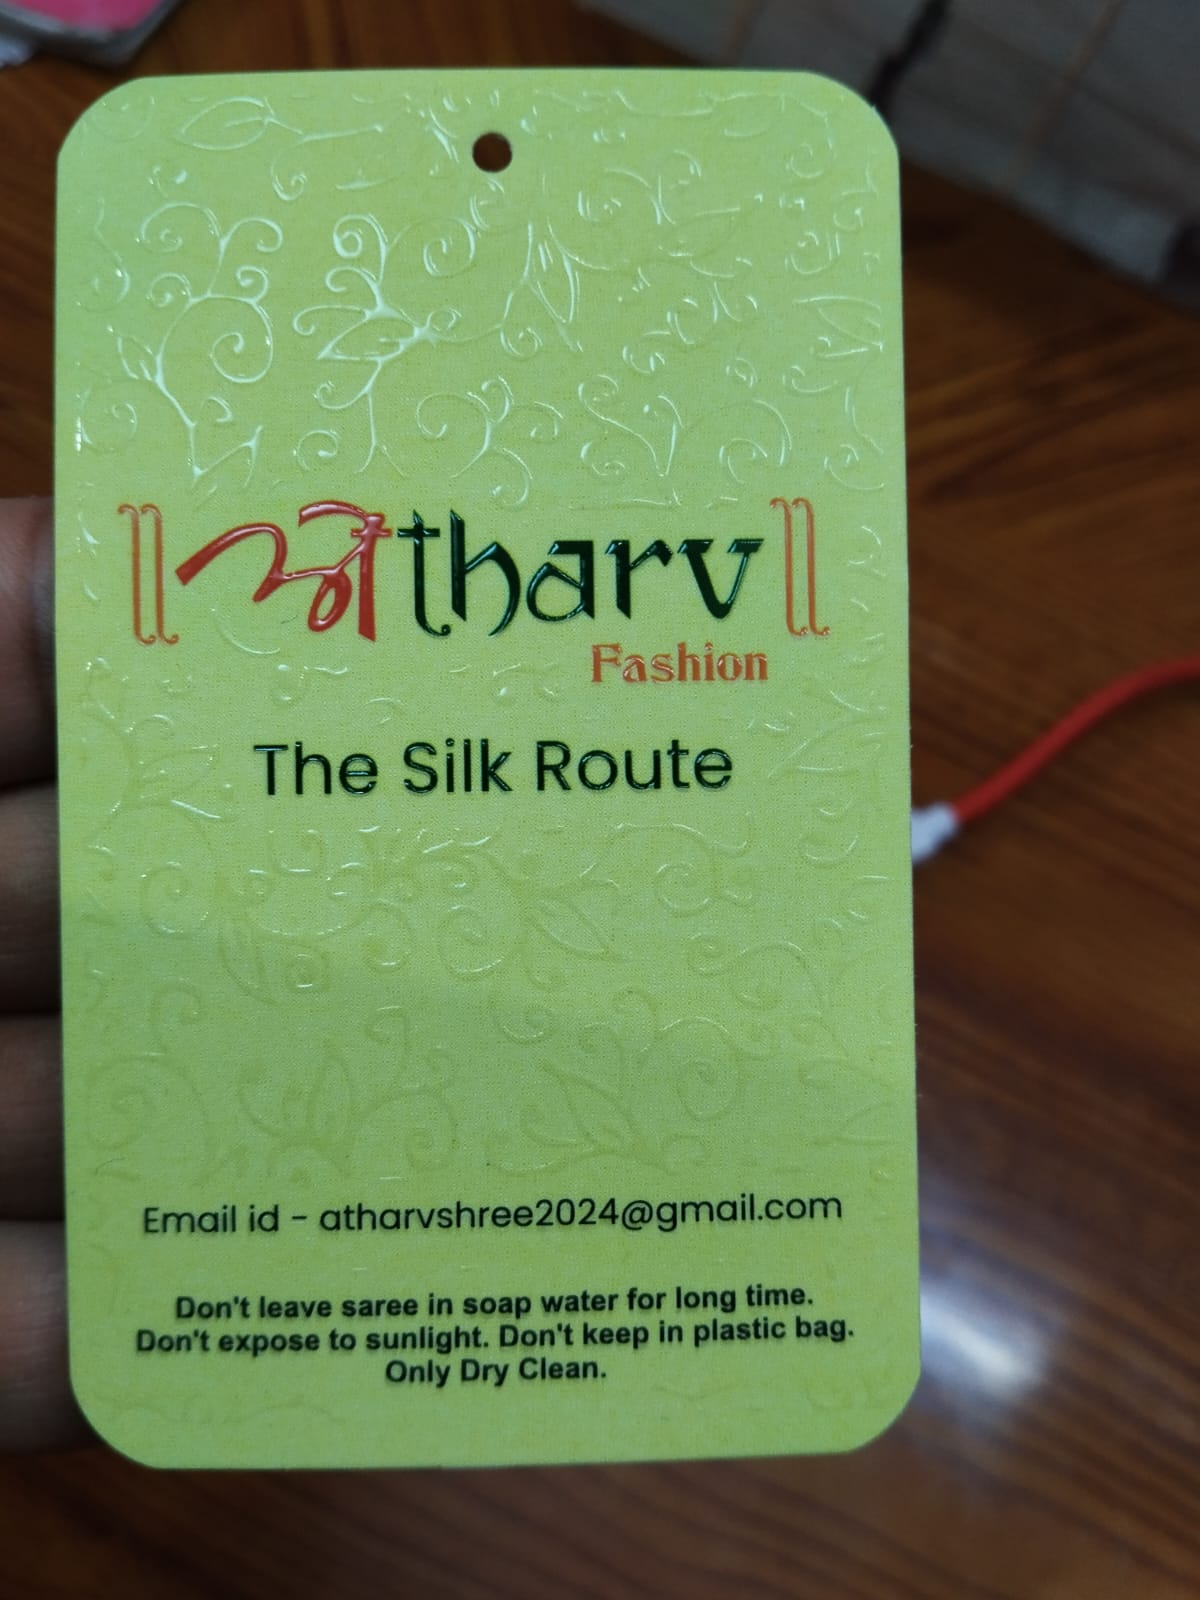 ॥ अtharv ॥
Fashion
The Silk Route
Email id - atharvshree2024@gmail.com
Don't leave saree in soap water for long time.
Don't expose to sunlight. Don't keep in plastic bag.
Only Dry Clean.